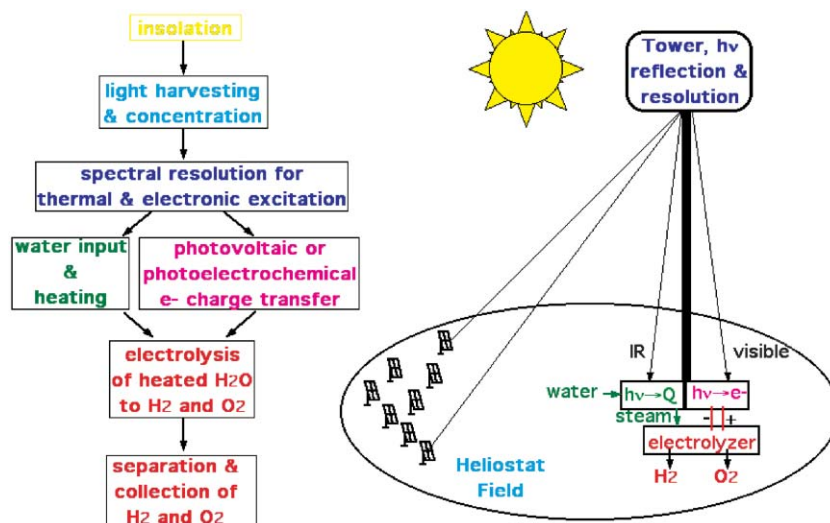 insolation
light harvesting
& concentration
spectral resolution for
thermal & electronic excitation
water input
&
heating
photovoltaic or
photoelectrochemical
e- charge transfer
electrolysis
of heated H2O
to H2 and O2
separation &
collection of
H2 and O2
Tower, hν
reflection &
resolution
IR
visible
water
hν→Q
hν→e-
steam
- +
electrolyzer
H2
O2
Heliostat
Field